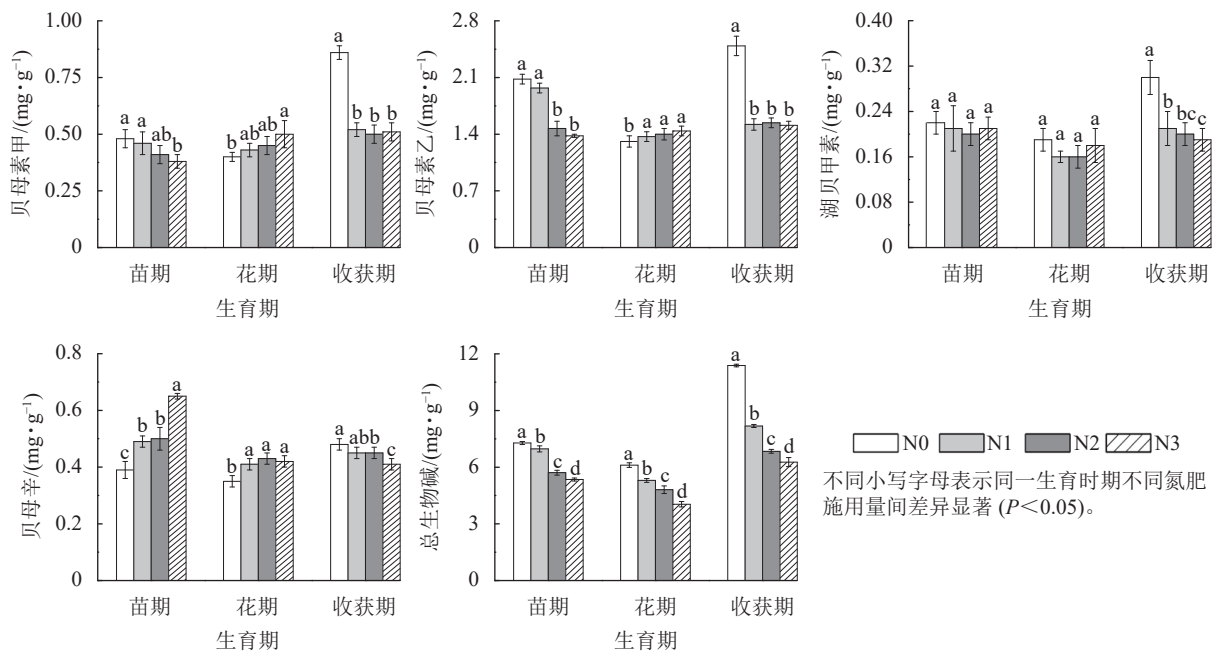 1.00
0.75
0.50
0.25
0
贝母素甲/(mg•g⁻¹)
a a ab b
b ab ab a
a b b b
苗期 花期 收获期
生育期
2.8
2.1
1.4
0.7
0
贝母素乙/(mg•g⁻¹)
a a b b
b a a a
a b b b
苗期 花期 收获期
生育期
0.40
0.32
0.24
0.16
0.08
0
湖贝甲素/(mg•g⁻¹)
a a a a
a a a a
a b bc c
苗期 花期 收获期
生育期
0.8
0.6
0.4
0.2
0
贝母辛/(mg•g⁻¹)
c b b a
b a a a
a ab b c
苗期 花期 收获期
生育期
12
9
6
3
0
总生物碱/(mg•g⁻¹)
a b c d
a b c d
a b c d
苗期 花期 收获期
生育期
N0 N1 N2 N3
不同小写字母表示同一生育时期不同氮肥
施用量间差异显著 (P＜0.05)。